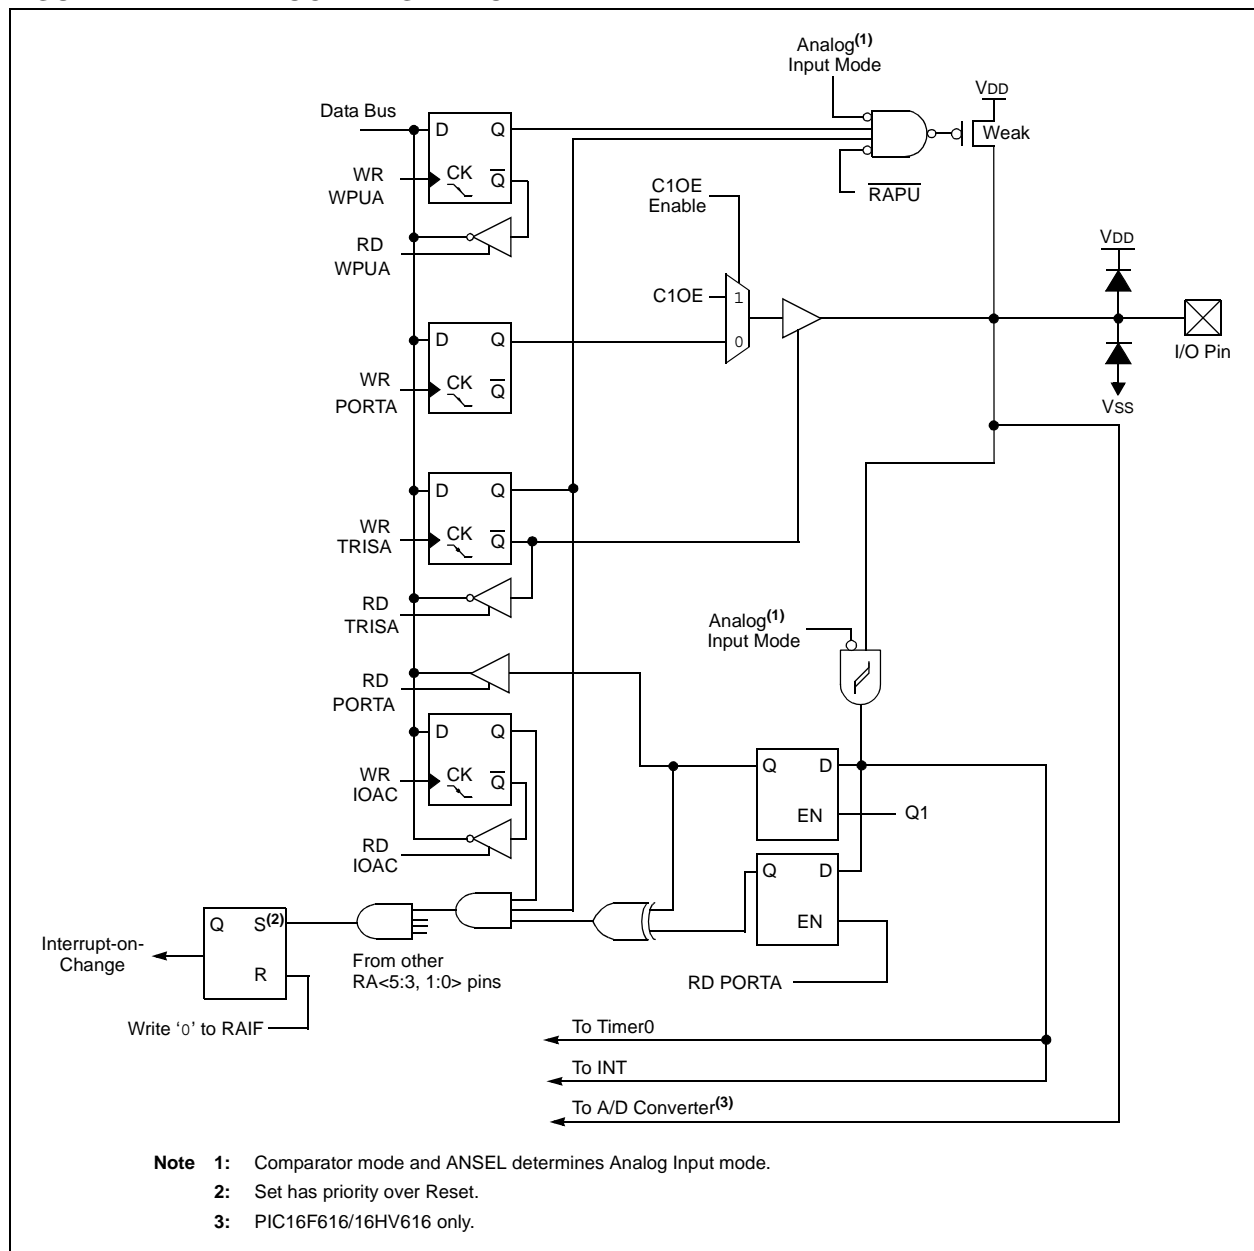 Analog(1)
Input Mode
VDD
Data Bus
D Q
Weak
CK Q
WR
WPUA
RAPU
C1OE
Enable
RD
WPUA
VDD
C1OE
1
0
D Q
I/O Pin
CK Q
WR
PORTA
VSS
D Q
CK Q
WR
TRISA
RD
TRISA
Analog(1)
Input Mode
RD
PORTA
D Q
CK Q
WR
IOAC
Q D
EN
Q1
RD
IOAC
Q D
EN
Q S(2)
R
Interrupt-on-
Change
From other
RA<5:3, 1:0> pins
RD PORTA
Write ‘0’ to RAIF
To Timer0
To INT
To A/D Converter(3)
Note 1: Comparator mode and ANSEL determines Analog Input mode.
2: Set has priority over Reset.
3: PIC16F616/16HV616 only.